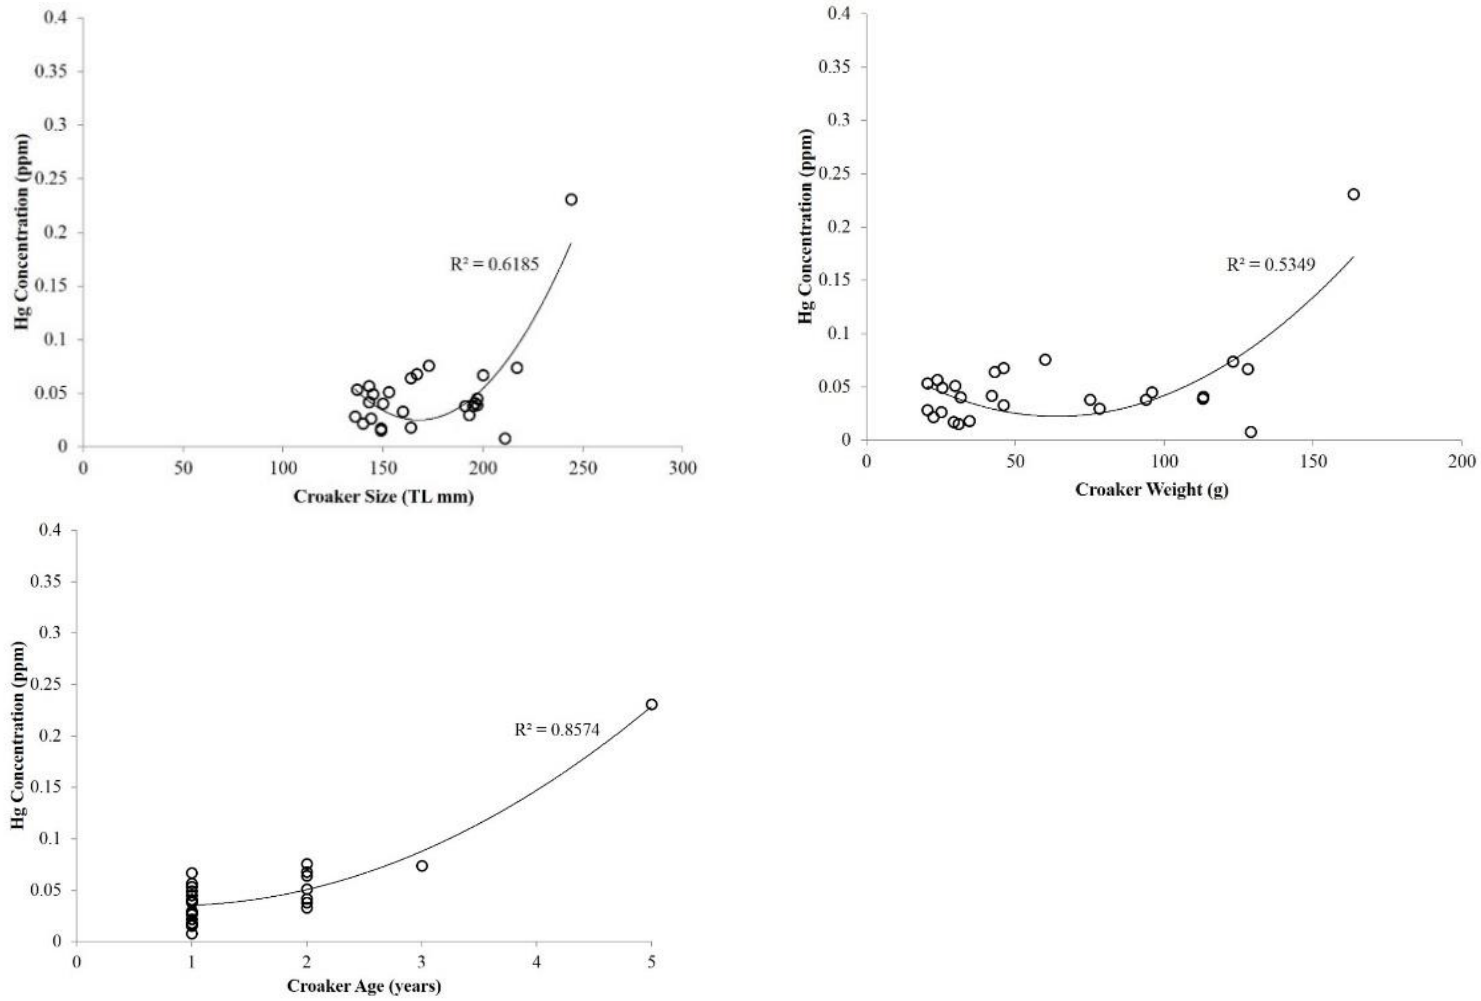 0.4
0.35
0.3
0.25
0.2
0.15
0.1
0.05
0
Hg Concentration (ppm)
R² = 0.6185
0 50 100 150 200 250 300
Croaker Size (TL mm)
0.4
0.35
0.3
0.25
0.2
0.15
0.1
0.05
0
Hg Concentration (ppm)
R² = 0.5349
0 50 100 150 200
Croaker Weight (g)
0.4
0.35
0.3
0.25
0.2
0.15
0.1
0.05
0
Hg Concentration (ppm)
R² = 0.8574
0 1 2 3 4 5
Croaker Age (years)